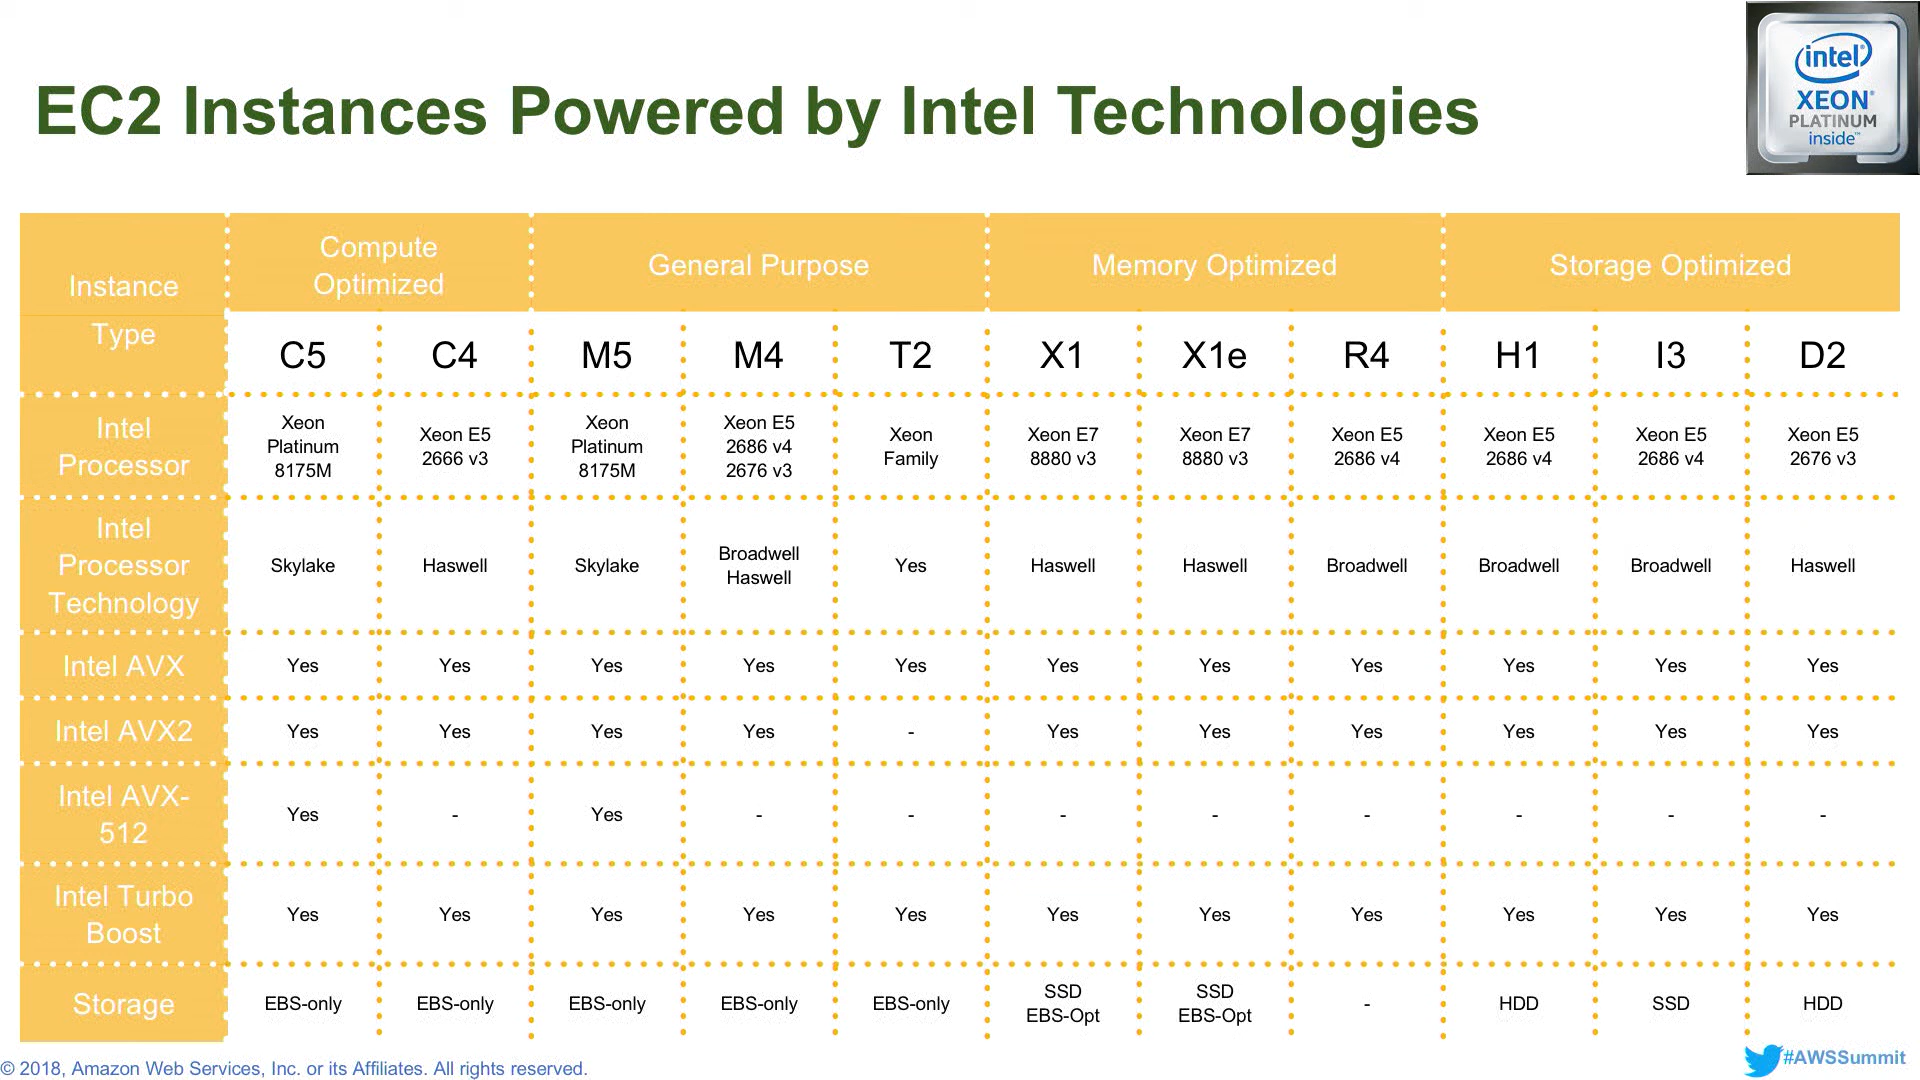 intel
XEON
PLATINUM
inside™
EC2 Instances Powered by Intel Technologies
Instance
Type
Compute
Optimized
General Purpose
Memory Optimized
Storage Optimized
C5 C4 M5 M4 T2 X1 X1e R4 H1 I3 D2
Intel
Processor
Xeon
Platinum
8175M
Xeon E5
2666 v3
Xeon
Platinum
8175M
Xeon E5
2686 v4
2676 v3
Xeon
Family
Xeon E7
8880 v3
Xeon E7
8880 v3
Xeon E5
2686 v4
Xeon E5
2686 v4
Xeon E5
2686 v4
Xeon E5
2676 v3
Intel
Processor
Technology
Skylake
Haswell
Skylake
Broadwell
Haswell
Yes
Haswell
Haswell
Broadwell
Broadwell
Broadwell
Haswell
Intel AVX Yes Yes Yes Yes Yes Yes Yes Yes Yes Yes Yes
Intel AVX2 Yes Yes Yes Yes - Yes Yes Yes Yes Yes Yes
Intel AVX-
512
Yes - Yes - - - - - - - -
Intel Turbo
Boost
Yes Yes Yes Yes Yes Yes Yes Yes Yes Yes Yes
Storage
EBS-only
EBS-only
EBS-only
EBS-only
EBS-only
SSD
EBS-Opt
SSD
EBS-Opt
-
HDD
SSD
HDD
© 2018, Amazon Web Services, Inc. or its Affiliates. All rights reserved.
#AWSSummit